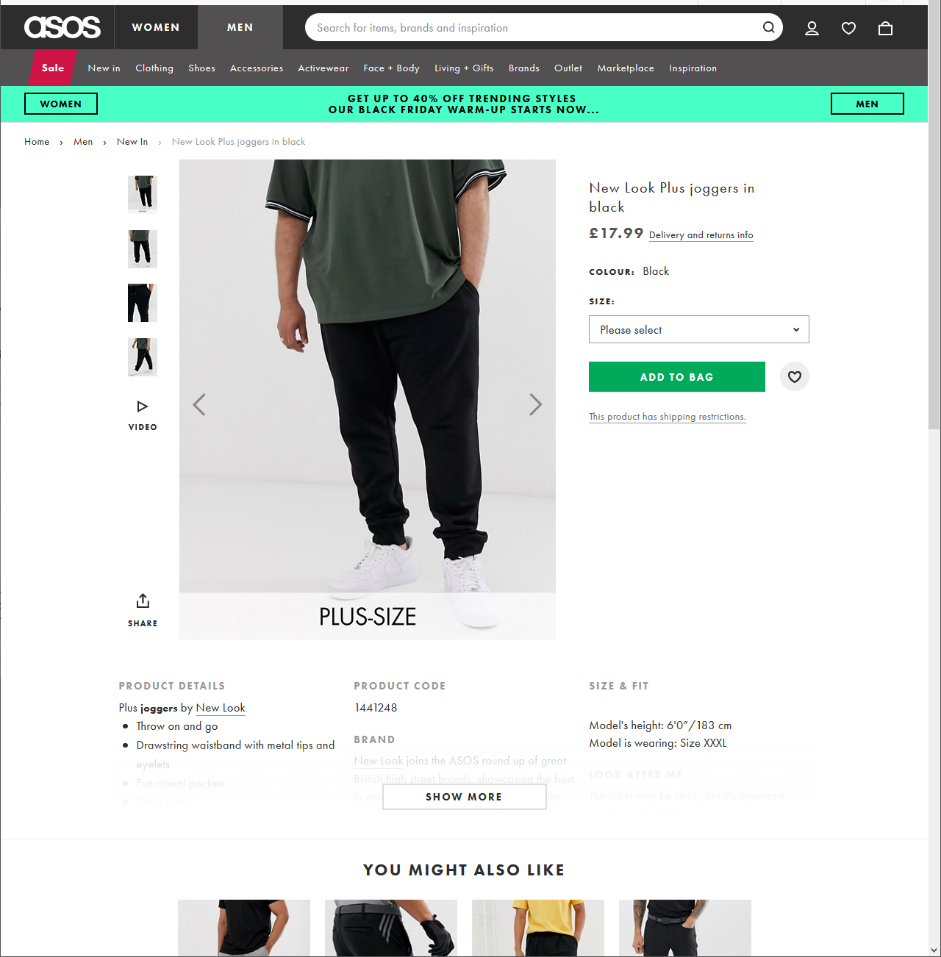 asos
WOMEN
MEN
Search for items, brands and inspiration
Sale
New in
Clothing
Shoes
Accessories
Activewear
Face + Body
Living + Gifts
Brands
Outlet
Marketplace
Inspiration
WOMEN
GET UP TO 40% OFF TRENDING STYLES
OUR BLACK FRIDAY WARM-UP STARTS NOW...
MEN
Home › Men › New In › New Look Plus joggers in black
VIDEO
SHARE
PLUS-SIZE
New Look Plus joggers in
black
£17.99 Delivery and returns info
COLOUR: Black
SIZE:
Please select
ADD TO BAG
This product has shipping restrictions.
PRODUCT DETAILS
Plus joggers by New Look
• Throw on and go
• Drawstring waistband with metal tips and
eyelets
• Functional pockets
PRODUCT CODE
1441248
BRAND
New Look joins the ASOS round up of great
British high street brands, showcasing the best
SHOW MORE
SIZE & FIT
Model's height: 6'0"/183 cm
Model is wearing: Size XXXL
LOOK AFTER ME
The label may be small, but it's important
YOU MIGHT ALSO LIKE